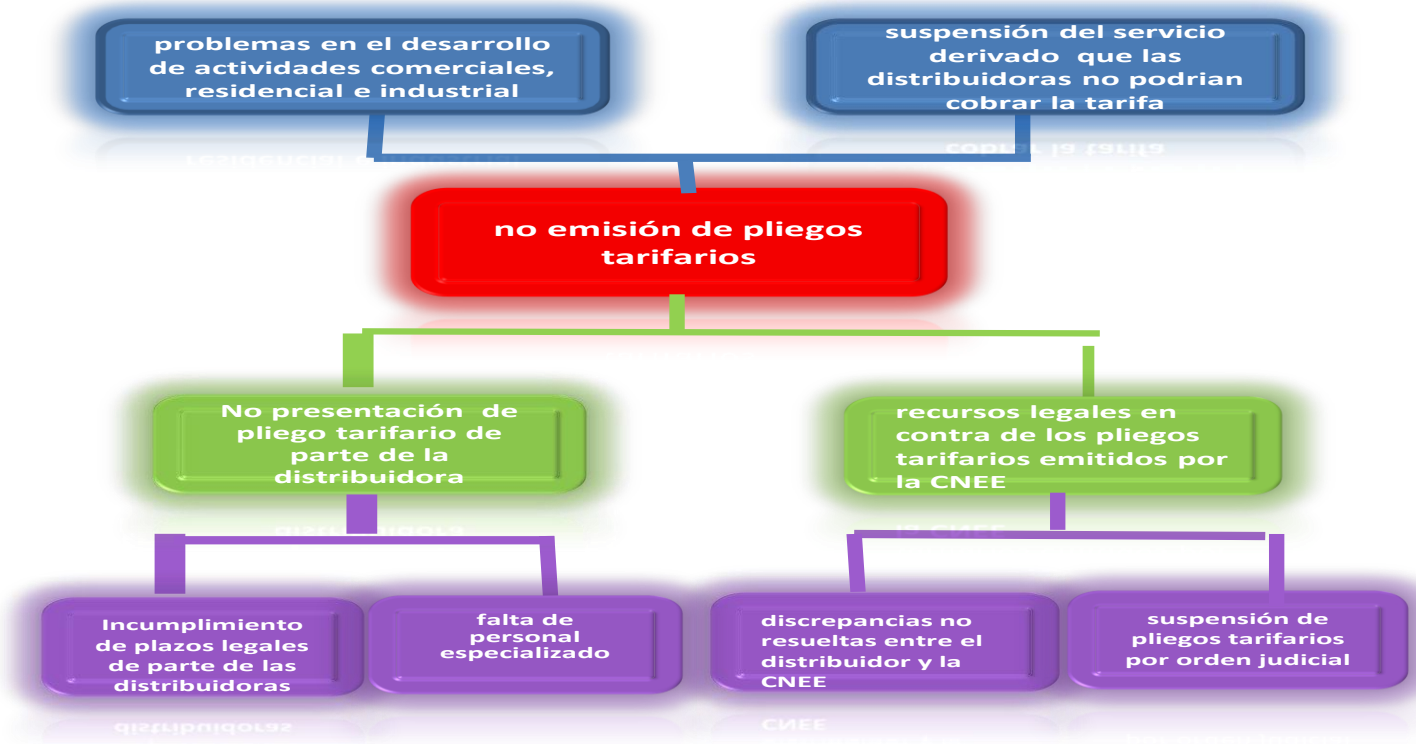 problemas en el desarrollo
de actividades comerciales,
residencial e industrial
suspensión del servicio
derivado que las
distribuidoras no podrian
cobrar la tarifa
no emisión de pliegos
tarifarios
No presentación de
pliego tarifario de
parte de la
distribuidora
recursos legales en
contra de los pliegos
tarifarios emitidos por
la CNEE
Incumplimiento
de plazos legales
de parte de las
distribuidoras
falta de
personal
especializado
discrepancias no
resueltas entre el
distribuidor y la
CNEE
suspensión de
pliegos tarifarios
por orden judicial